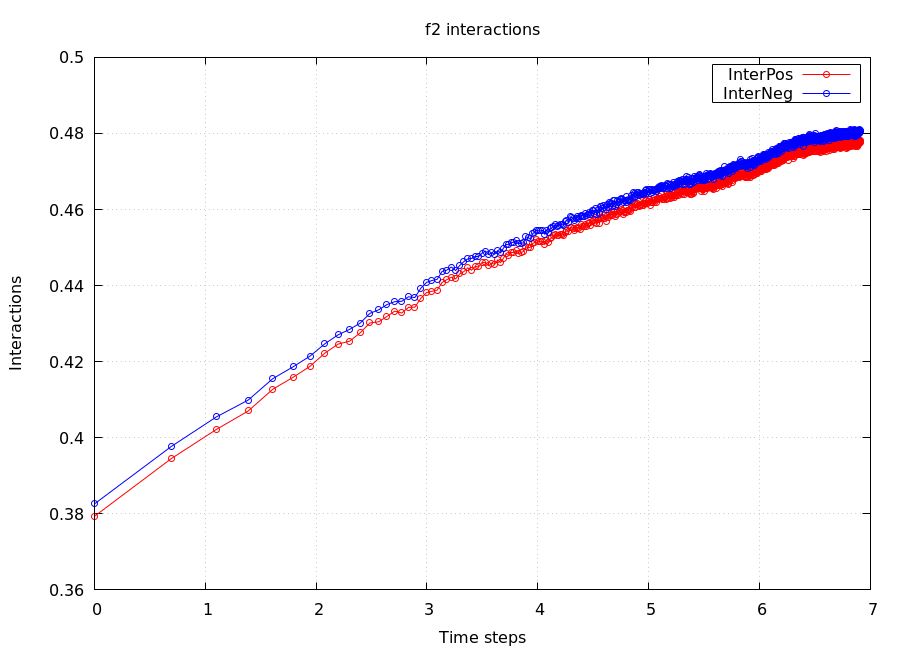 f2 interactions
InterPos
InterNeg
0.5
0.48
0.46
0.44
0.42
0.4
0.38
0.36
Interactions
0 1 2 3 4 5 6 7
Time steps